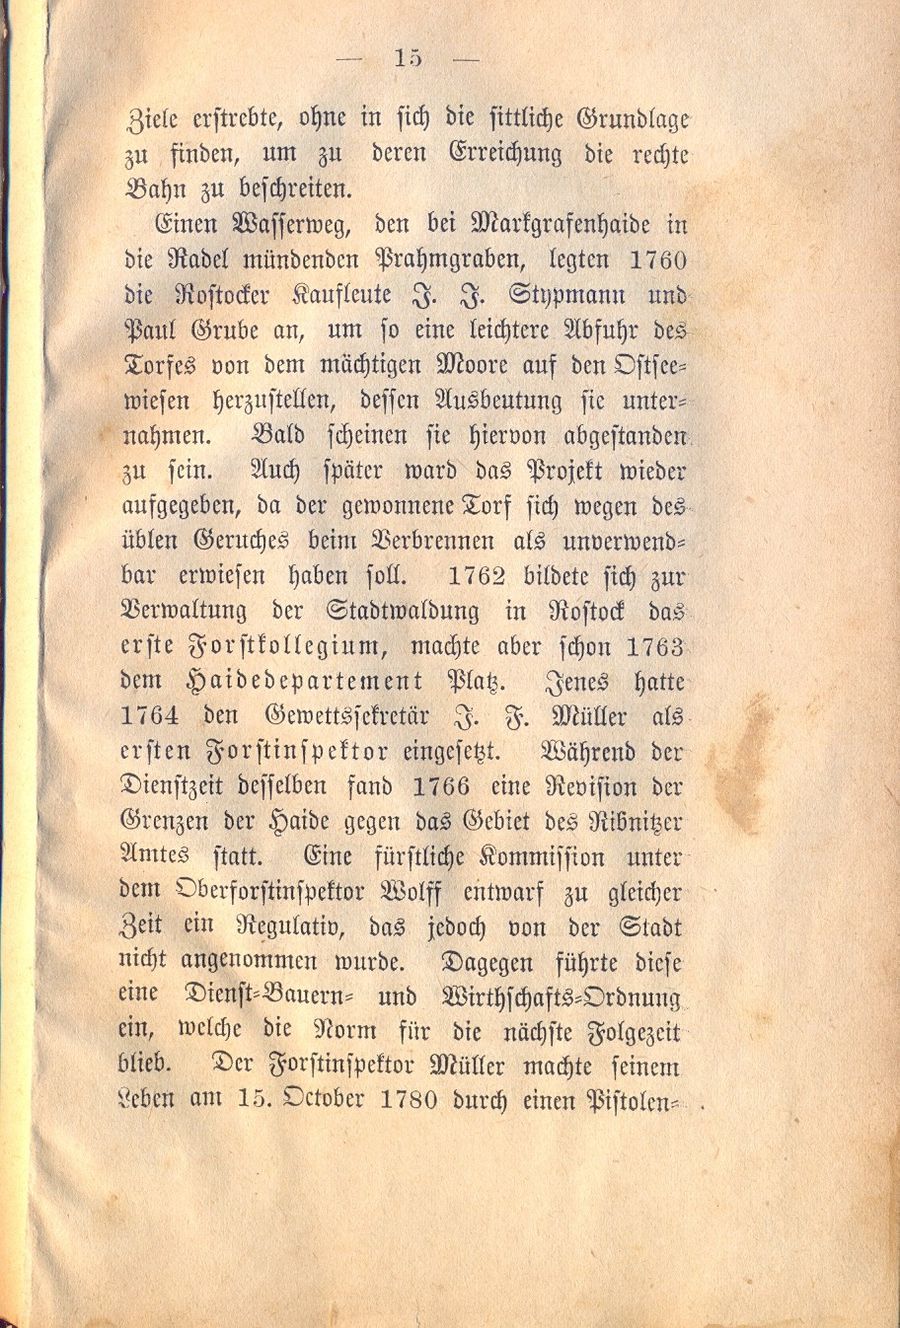 — 15 —
Ziele erstrebte, ohne in sich die sittliche Grundlage
zu finden, um zu deren Erreichung die rechte
Bahn zu beschreiten.
Einen Wasserweg, den bei Markgrafenhaide in
die Radel mündenden Prahmgraben, legten 1760
die Rostocker Kaufleute J. J. Stypmann und
Paul Grube an, um so eine leichtere Abfuhr des
Torfes von dem mächtigen Moore auf den Ostsee-
wiesen herzustellen, dessen Ausbeutung sie unter-
nahmen. Bald scheinen sie hiervon abgestanden
zu sein. Auch später ward das Projekt wieder
aufgegeben, da der gewonnene Torf sich wegen des
üblen Geruches beim Verbrennen als unverwend-
bar erwiesen haben soll. 1762 bildete sich zur
Verwaltung der Stadtwaldung in Rostock das
erste Forstkollegium, machte aber schon 1763
dem Haidedepartement Platz. Jenes hatte
1764 den Gewettssekretär J. F. Müller als
ersten Forstinspektor eingesetzt. Während der
Dienstzeit desselben fand 1766 eine Revision der
Grenzen der Haide gegen das Gebiet des Ribnitzer
Amtes statt. Eine fürstliche Kommission unter
dem Oberforstinspektor Wolff entwarf zu gleicher
Zeit ein Regulativ, das jedoch von der Stadt
nicht angenommen wurde. Dagegen führte diese
eine Dienst-Bauern- und Wirthschafts-Ordnung
ein, welche die Norm für die nächste Folgezeit
blieb. Der Forstinspektor Müller machte seinem
Leben am 15. October 1780 durch einen Pistolen-